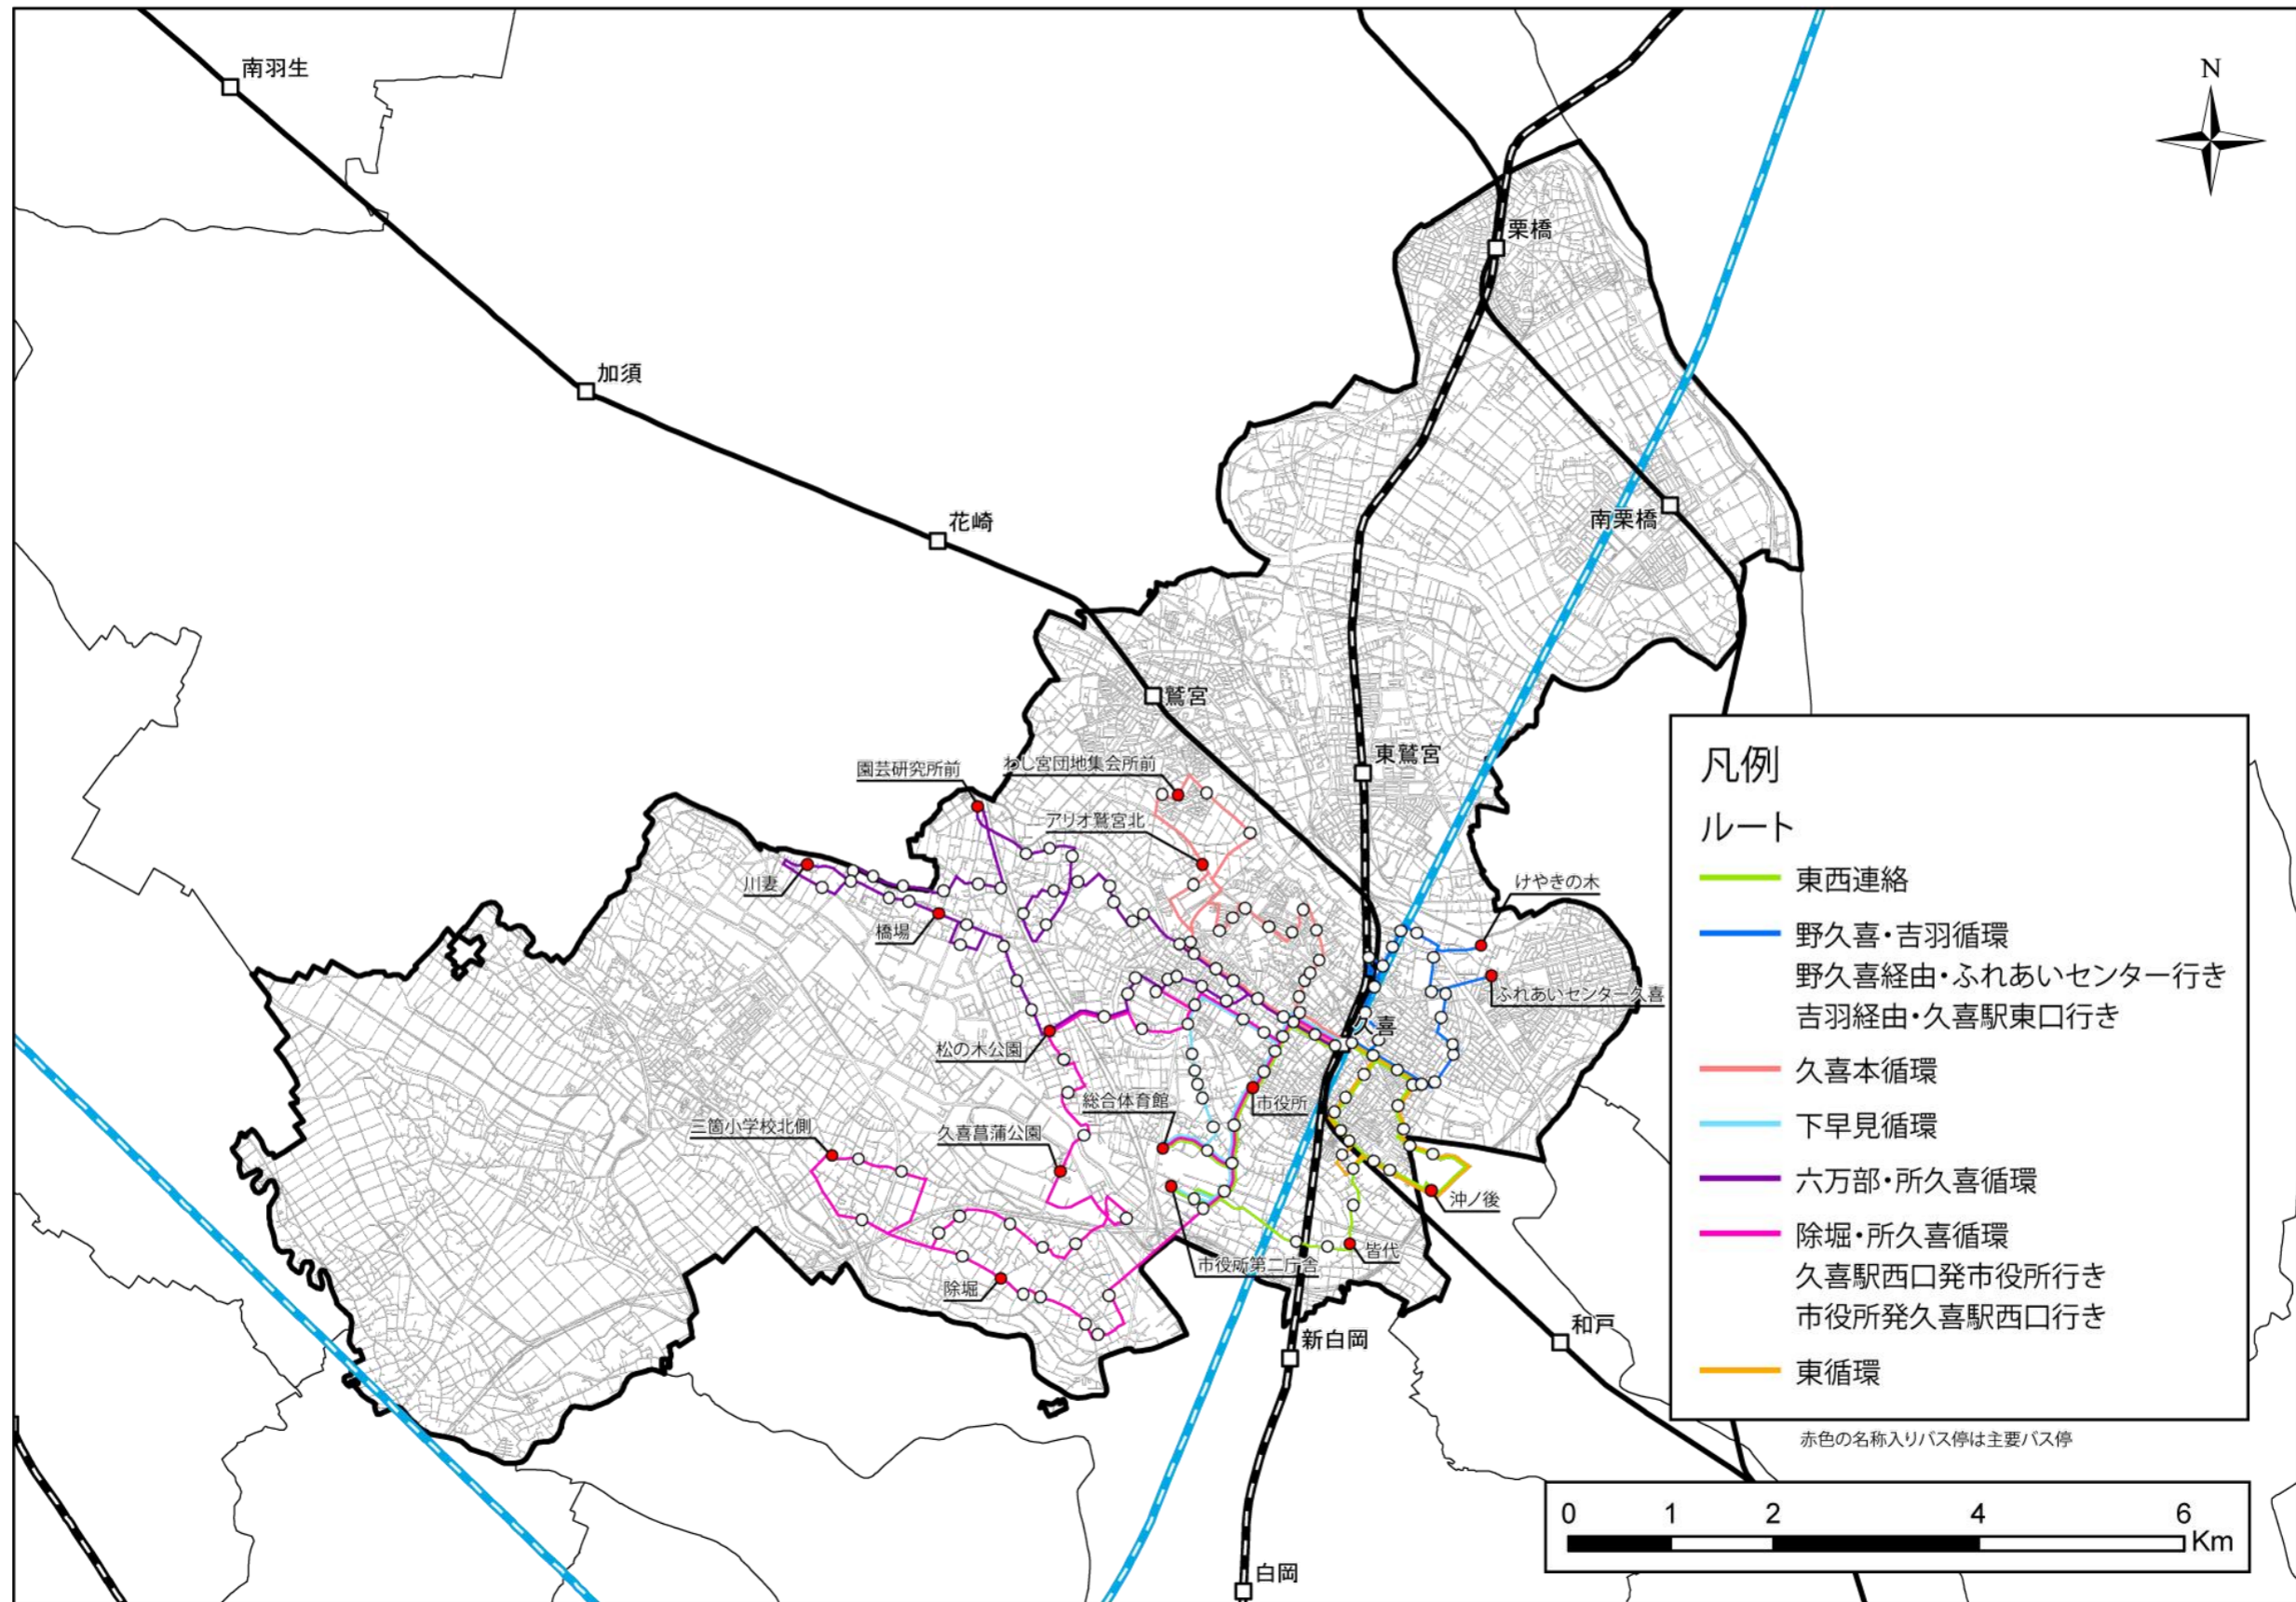 南羽生
N
栗橋
加須
花崎
南栗橋
鷲宮
東鷲宮
園芸研究所前
わし宮団地集会所前
アリオ鷲宮北
川妻
橋場
けやきの木
ふれあいセンター久喜
久喜
松の木公園
市役所
総合体育館
三箇小学校北側
久喜菖蒲公園
沖ノ後
皆代
市役所第二庁舎
除堀
新白岡
和戸
白岡
凡例
ルート
東西連絡
野久喜・吉羽循環
野久喜経由・ふれあいセンター行き
吉羽経由・久喜駅東口行き
久喜本循環
下早見循環
六万部・所久喜循環
除堀・所久喜循環
久喜駅西口発市役所行き
市役所発久喜駅西口行き
東循環
赤色の名称入りバス停は主要バス停
0 1 2 4 6
Km